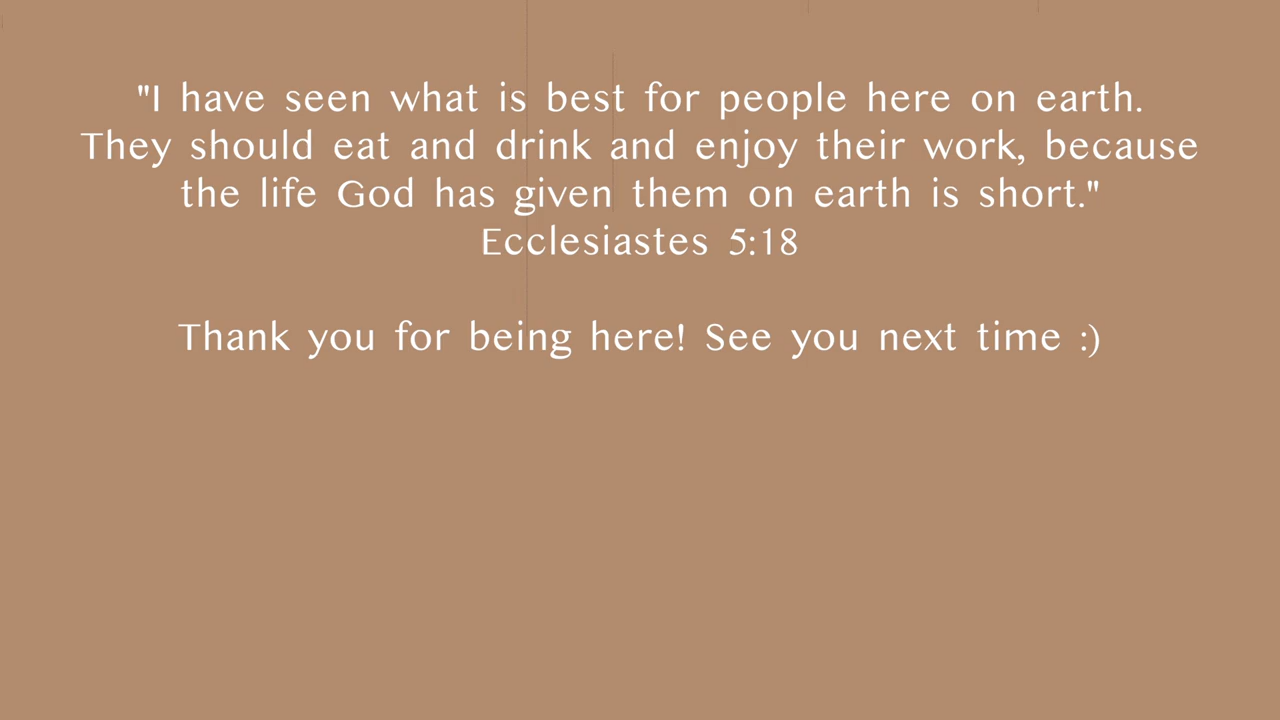 "I have seen what is best for people here on earth.
They should eat and drink and enjoy their work, because
the life God has given them on earth is short."
Ecclesiastes 5:18
Thank you for being here! See you next time :)